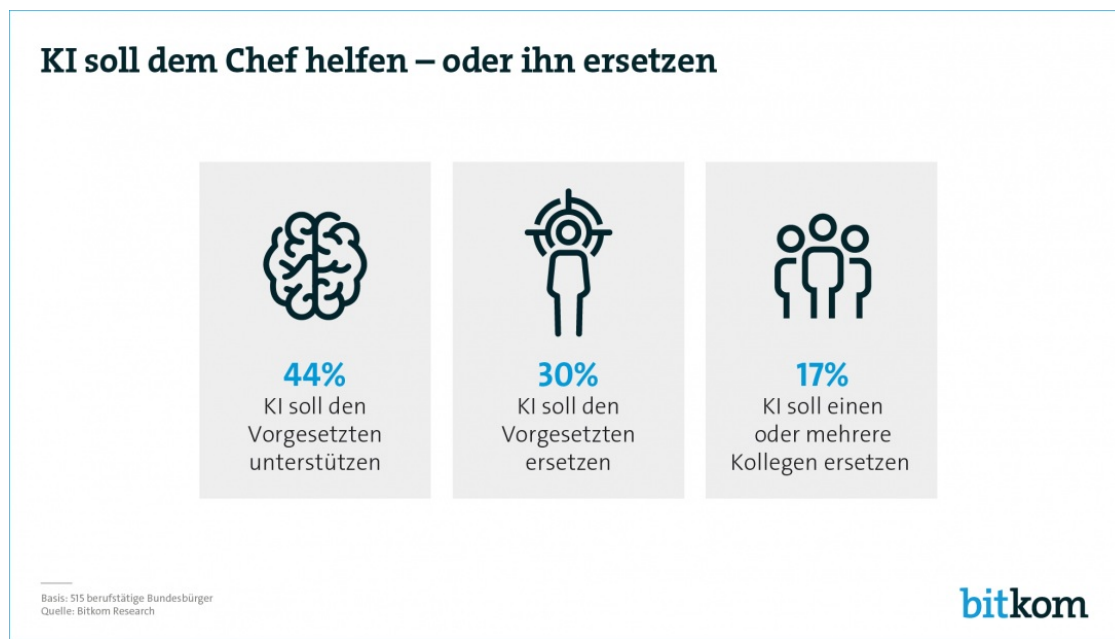 KI soll dem Chef helfen – oder ihn ersetzen
44%
KI soll den
Vorgesetzten
unterstützen
30%
KI soll den
Vorgesetzten
ersetzen
17%
KI soll einen
oder mehrere
Kollegen ersetzen
Basis: 515 berufstätige Bundesbürger
Quelle: Bitkom Research
bitkom